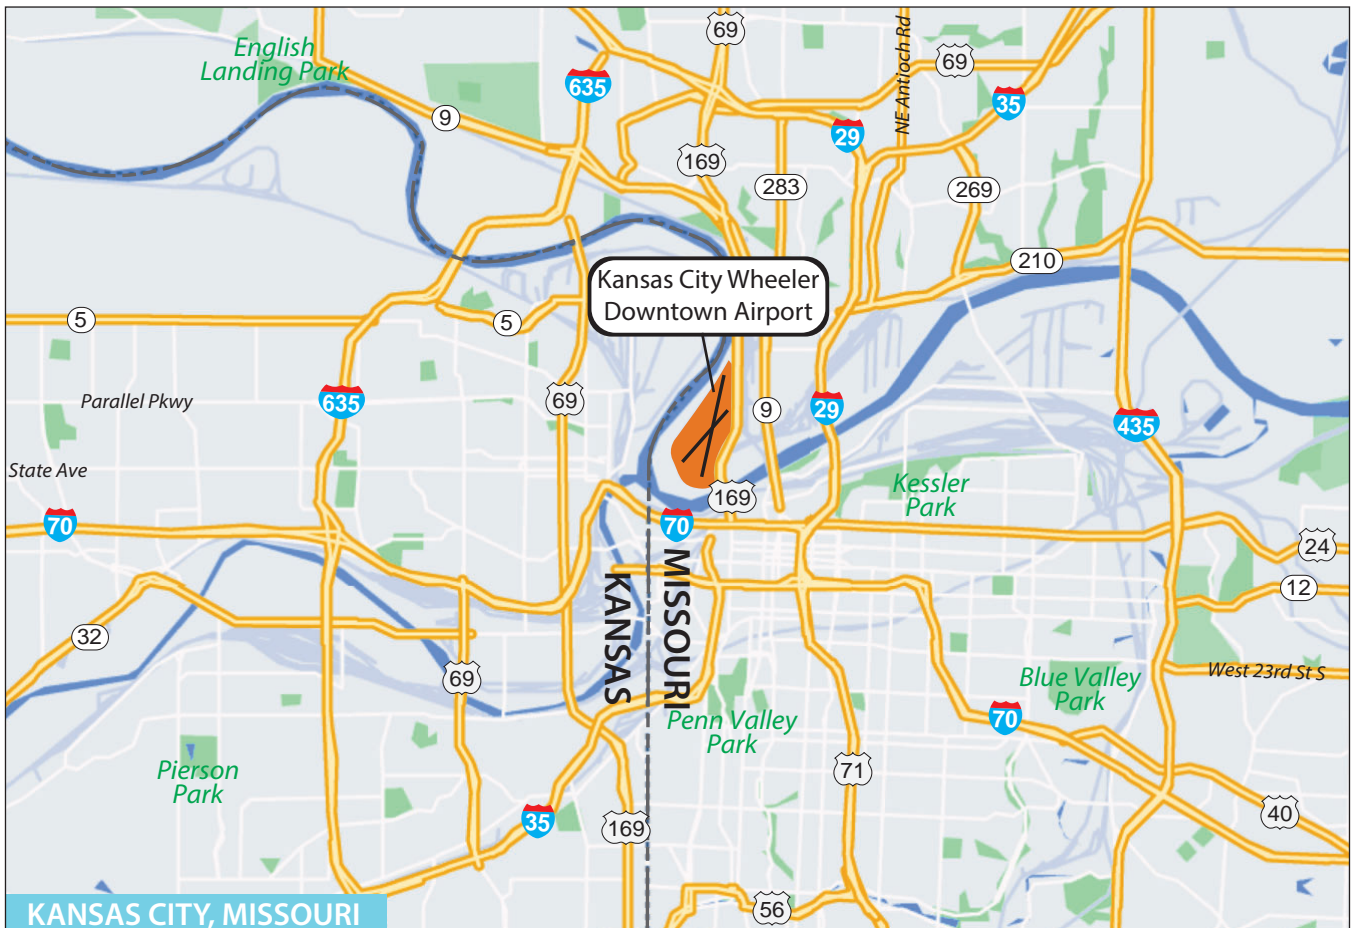 69
NE Antioch Rd
English
Landing Park
69
635
35
9
29
169
283
269
210
Kansas City Wheeler
Downtown Airport
5
5
Parallel Pkwy
635
69
9
29
435
State Ave
Kessler
Park
169
70
70
24
MISSOURI
KANSAS
12
32
West 23rd St S
69
Blue Valley
Park
Penn Valley
Park
70
Pierson
Park
71
35
169
40
56
KANSAS CITY, MISSOURI